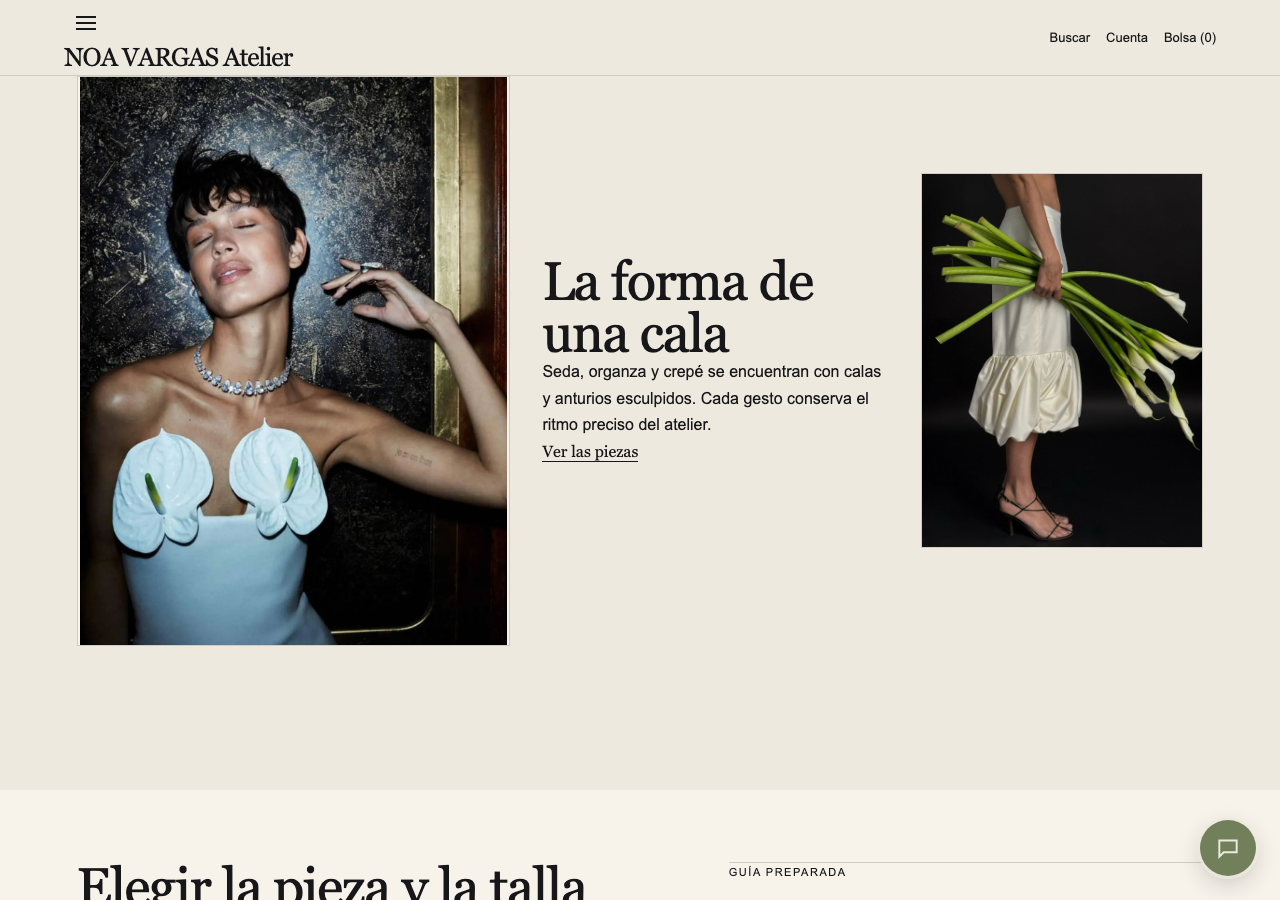 NOA VARGAS Atelier
Buscar Cuenta Bolsa (0)
La forma de
una cala
Seda, organza y crepé se encuentran con calas
y anturios esculpidos. Cada gesto conserva el
ritmo preciso del atelier.
Ver las piezas
Elegir la pieza y la talla
GUÍA PREPARADA